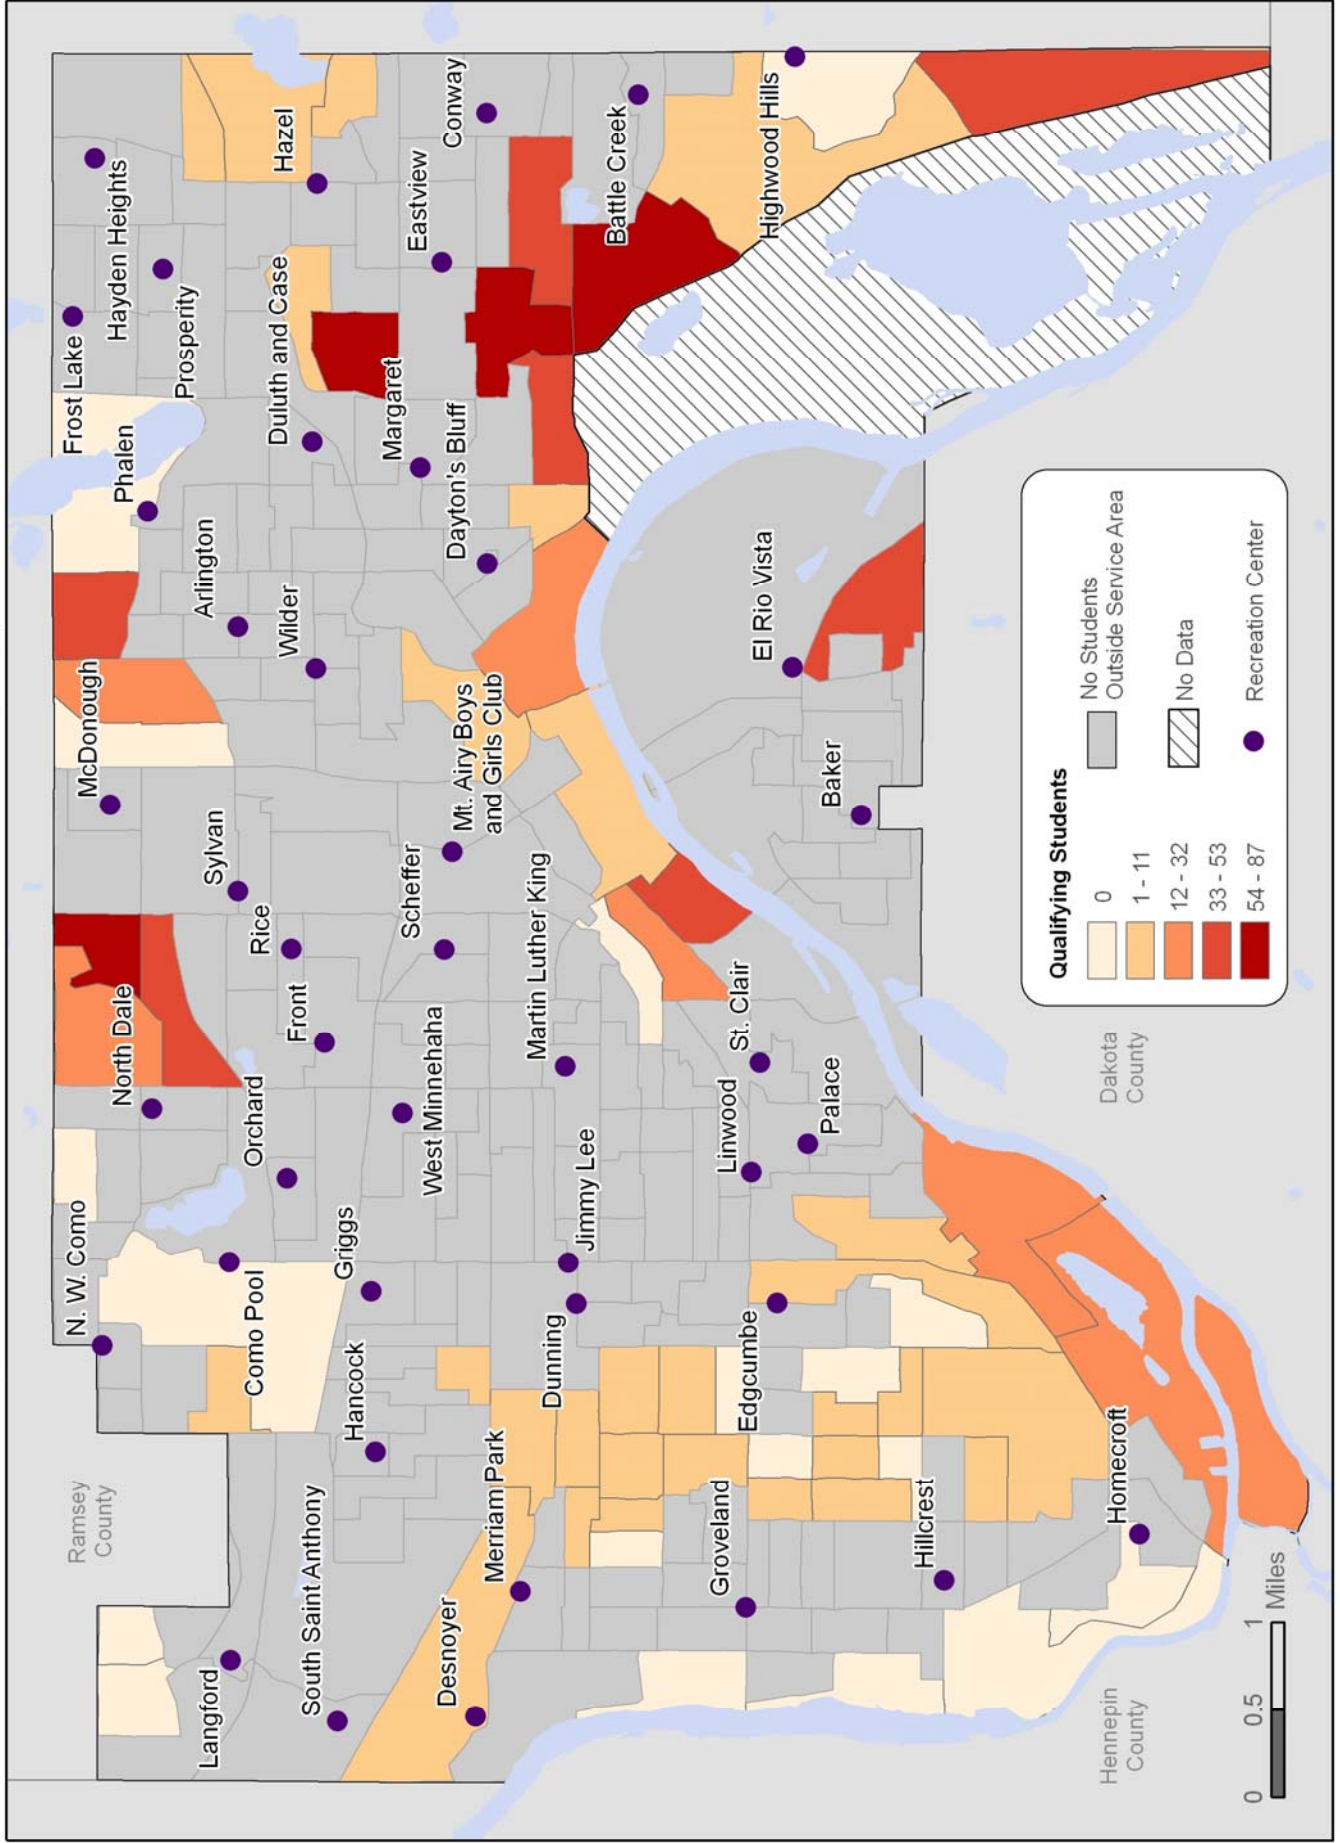 Ramsey
County
Langford
South Saint Anthony
Desnoyer
Merriam Park
Hancock
N. W. Como
Como Pool
Griggs
Orchard
North Dale
Front
Rice
Sylvan
McDonough
West Minnehaha
Scheffer
Mt. Airy Boys
and Girls Club
Wilder
Arlington
Phalen
Frost Lake
Hayden Heights
Prosperity
Duluth and Case
Hazel
Margaret
Dayton's Bluff
Eastview
Conway
Battle Creek
Highwood Hills
Dunning
Jimmy Lee
Martin Luther King
Groveland
Edgcumbe
Linwood
St. Clair
Palace
El Rio Vista
Baker
Hillcrest
Homecroft
Hennepin
County
Dakota
County
Qualifying Students
0
1 - 11
12 - 32
33 - 53
54 - 87
No Students
Outside Service Area
No Data
Recreation Center
0 0.5 1
Miles